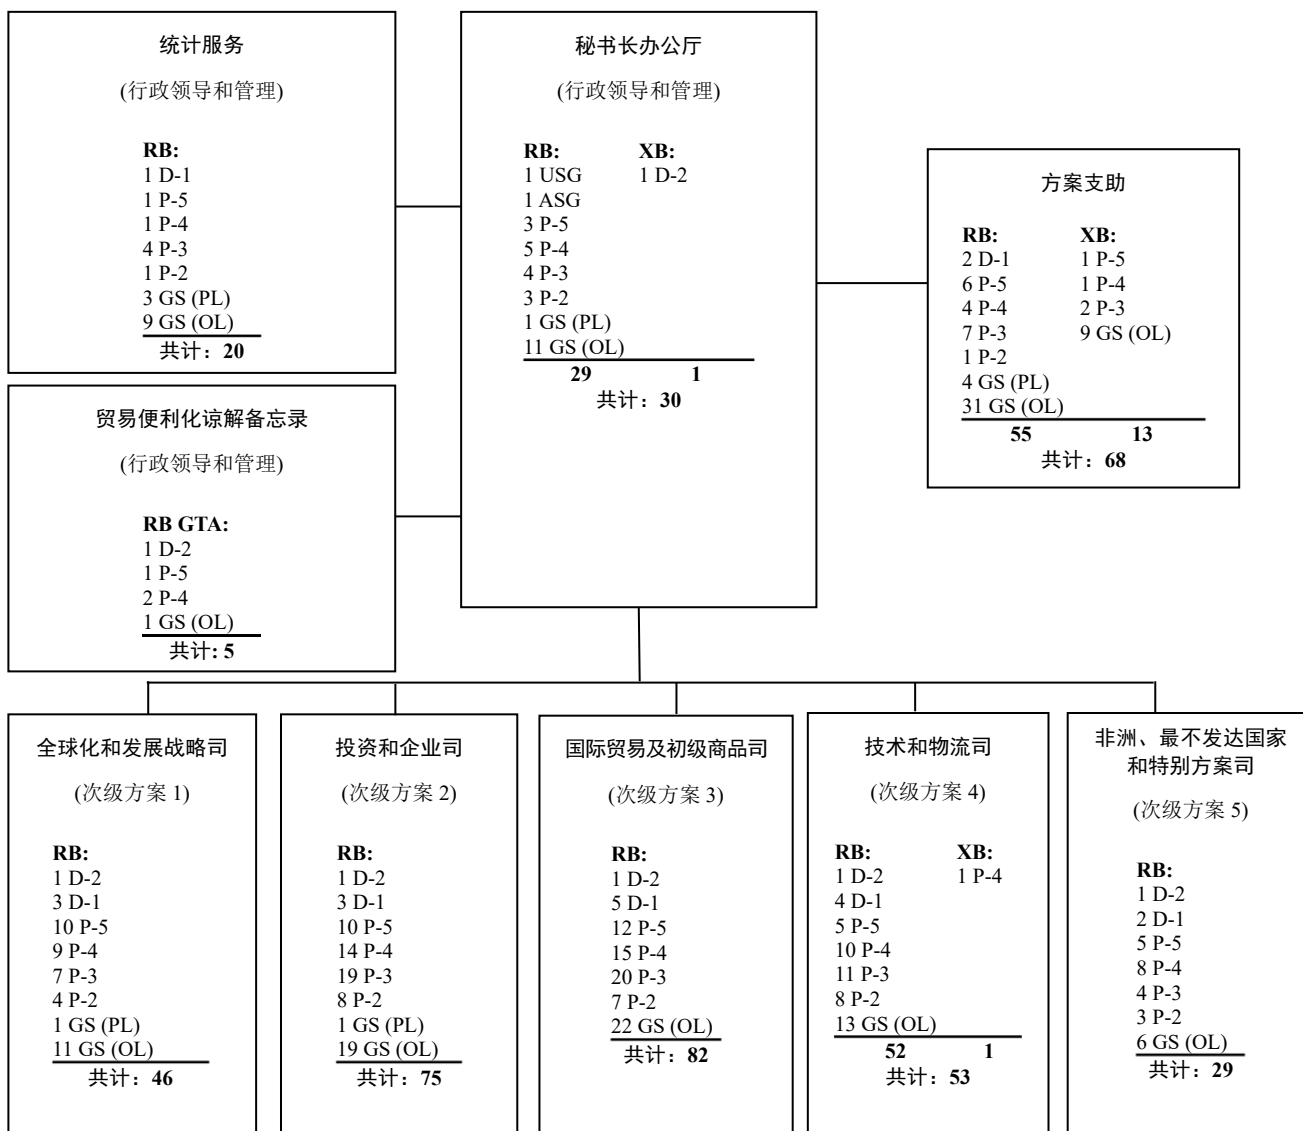 统计服务
(行政领导和管理)
RB:
1 D-1
1 P-5
1 P-4
4 P-3
1 P-2
3 GS (PL)
9 GS (OL)
共计：20
秘书长办公厅
(行政领导和管理)
RB: XB:
1 USG 1 D-2
1 ASG
3 P-5
5 P-4
4 P-3
3 P-2
1 GS (PL)
11 GS (OL)
29 1
共计：30
方案支助
RB: XB:
2 D-1 1 P-5
6 P-5 1 P-4
4 P-4 2 P-3
7 P-3 9 GS (OL)
1 P-2
4 GS (PL)
31 GS (OL)
55 13
共计：68
贸易便利化谅解备忘录
(行政领导和管理)
RB GTA:
1 D-2
1 P-5
2 P-4
1 GS (OL)
共计: 5
全球化和发展战略司
(次级方案 1)
RB:
1 D-2
3 D-1
10 P-5
9 P-4
7 P-3
4 P-2
1 GS (PL)
11 GS (OL)
共计：46
投资和企业司
(次级方案 2)
RB:
1 D-2
3 D-1
10 P-5
14 P-4
19 P-3
8 P-2
1 GS (PL)
19 GS (OL)
共计：75
国际贸易及初级商品司
(次级方案 3)
RB:
1 D-2
5 D-1
12 P-5
15 P-4
20 P-3
7 P-2
22 GS (OL)
共计：82
技术和物流司
(次级方案 4)
RB: XB:
1 D-2 1 P-4
4 D-1
5 P-5
10 P-4
11 P-3
8 P-2
13 GS (OL)
52 1
共计：53
非洲、最不发达国家
和特别方案司
(次级方案 5)
RB:
1 D-2
2 D-1
5 P-5
8 P-4
4 P-3
3 P-2
6 GS (OL)
共计：29